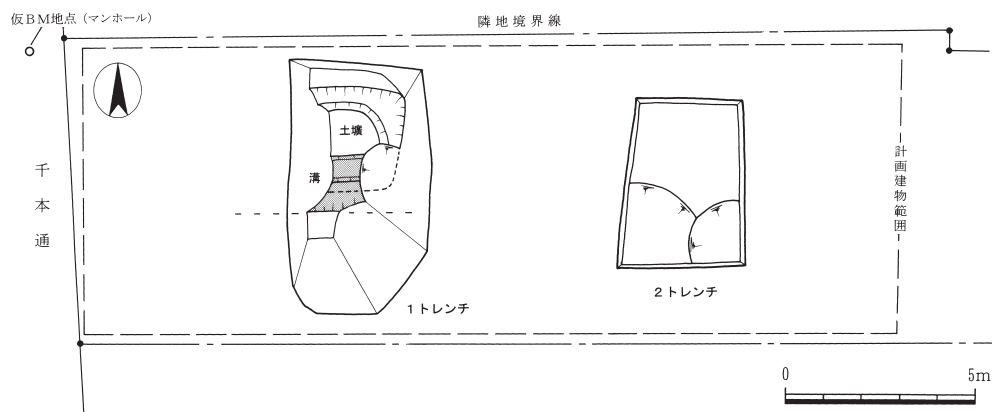 仮BM地点（マンホール）
隣地境界線
千本通
土壙
溝
計画建物範囲
1トレンチ
2トレンチ
0 5m